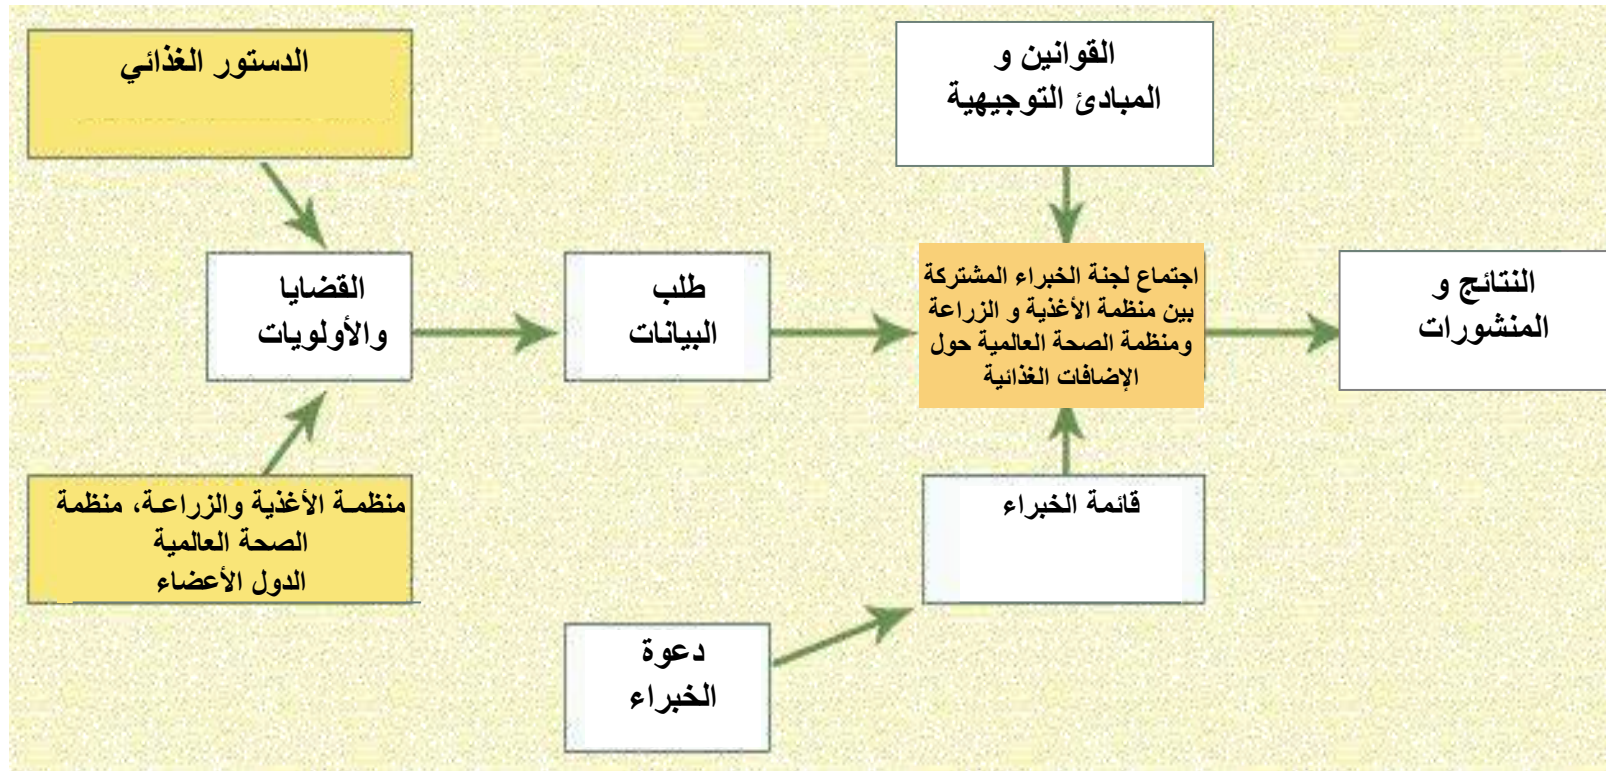 الدستور الغذائي
القوانين و
المبادئ التوجيهية
القضايا
والأولويات
طلب
البيانات
اجتماع لجنة الخبراء المشتركة
بين منظمة الأغذية و الزراعة
ومنظمة الصحة العالمية حول
الإضافات الغذائية
النتائج و
المنشورات
منظمة الأغذية والزراعة، منظمة
الصحة العالمية
الدول الأعضاء
قائمة الخبراء
دعوة
الخبراء